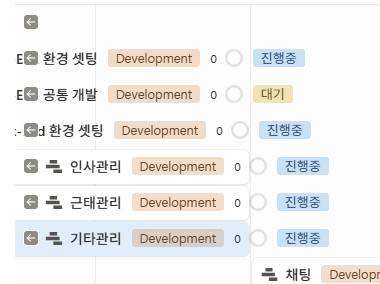 E 환경 셋팅 Development 0 진행중
E 공통 개발 Development 0 대기
t- d 환경 셋팅 Development 0 진행중
인사관리 Development 0 진행중
근태관리 Development 0 진행중
기타관리 Development 0 진행중
채팅 Developr